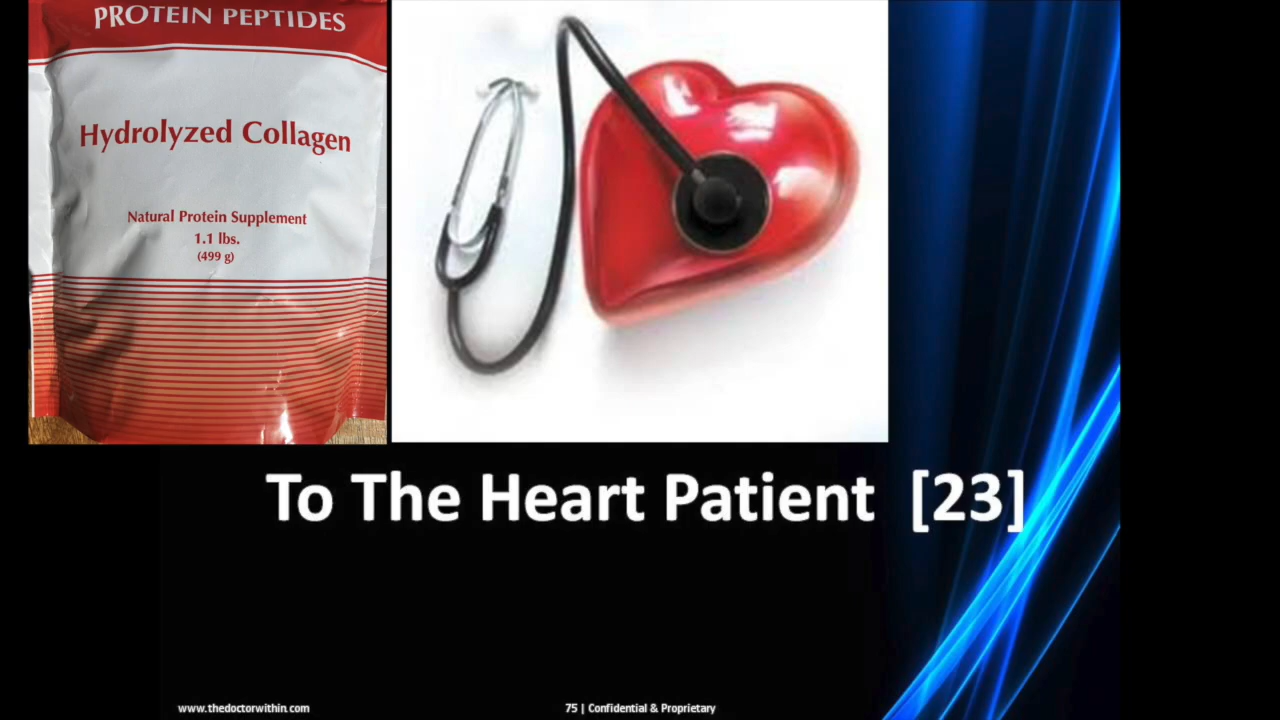 PROTEIN PEPTIDES
Hydrolyzed Collagen
Natural Protein Supplement
1.1 lbs.
(499 g)
To The Heart Patient [23]
www.thedoctorwithin.com
75 | Confidential & Proprietary